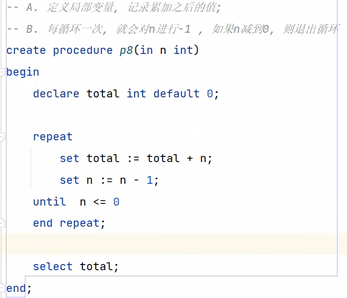 -- A. 定义局部变量, 记录累加之后的值;
-- B. 每循环一次, 就会对n进行-1 , 如果n减到0, 则退出循环
create procedure p8(in n int)
begin
    declare total int default 0;

    repeat
        set total := total + n;
        set n := n - 1;
    until  n <= 0
    end repeat;

    select total;
end;